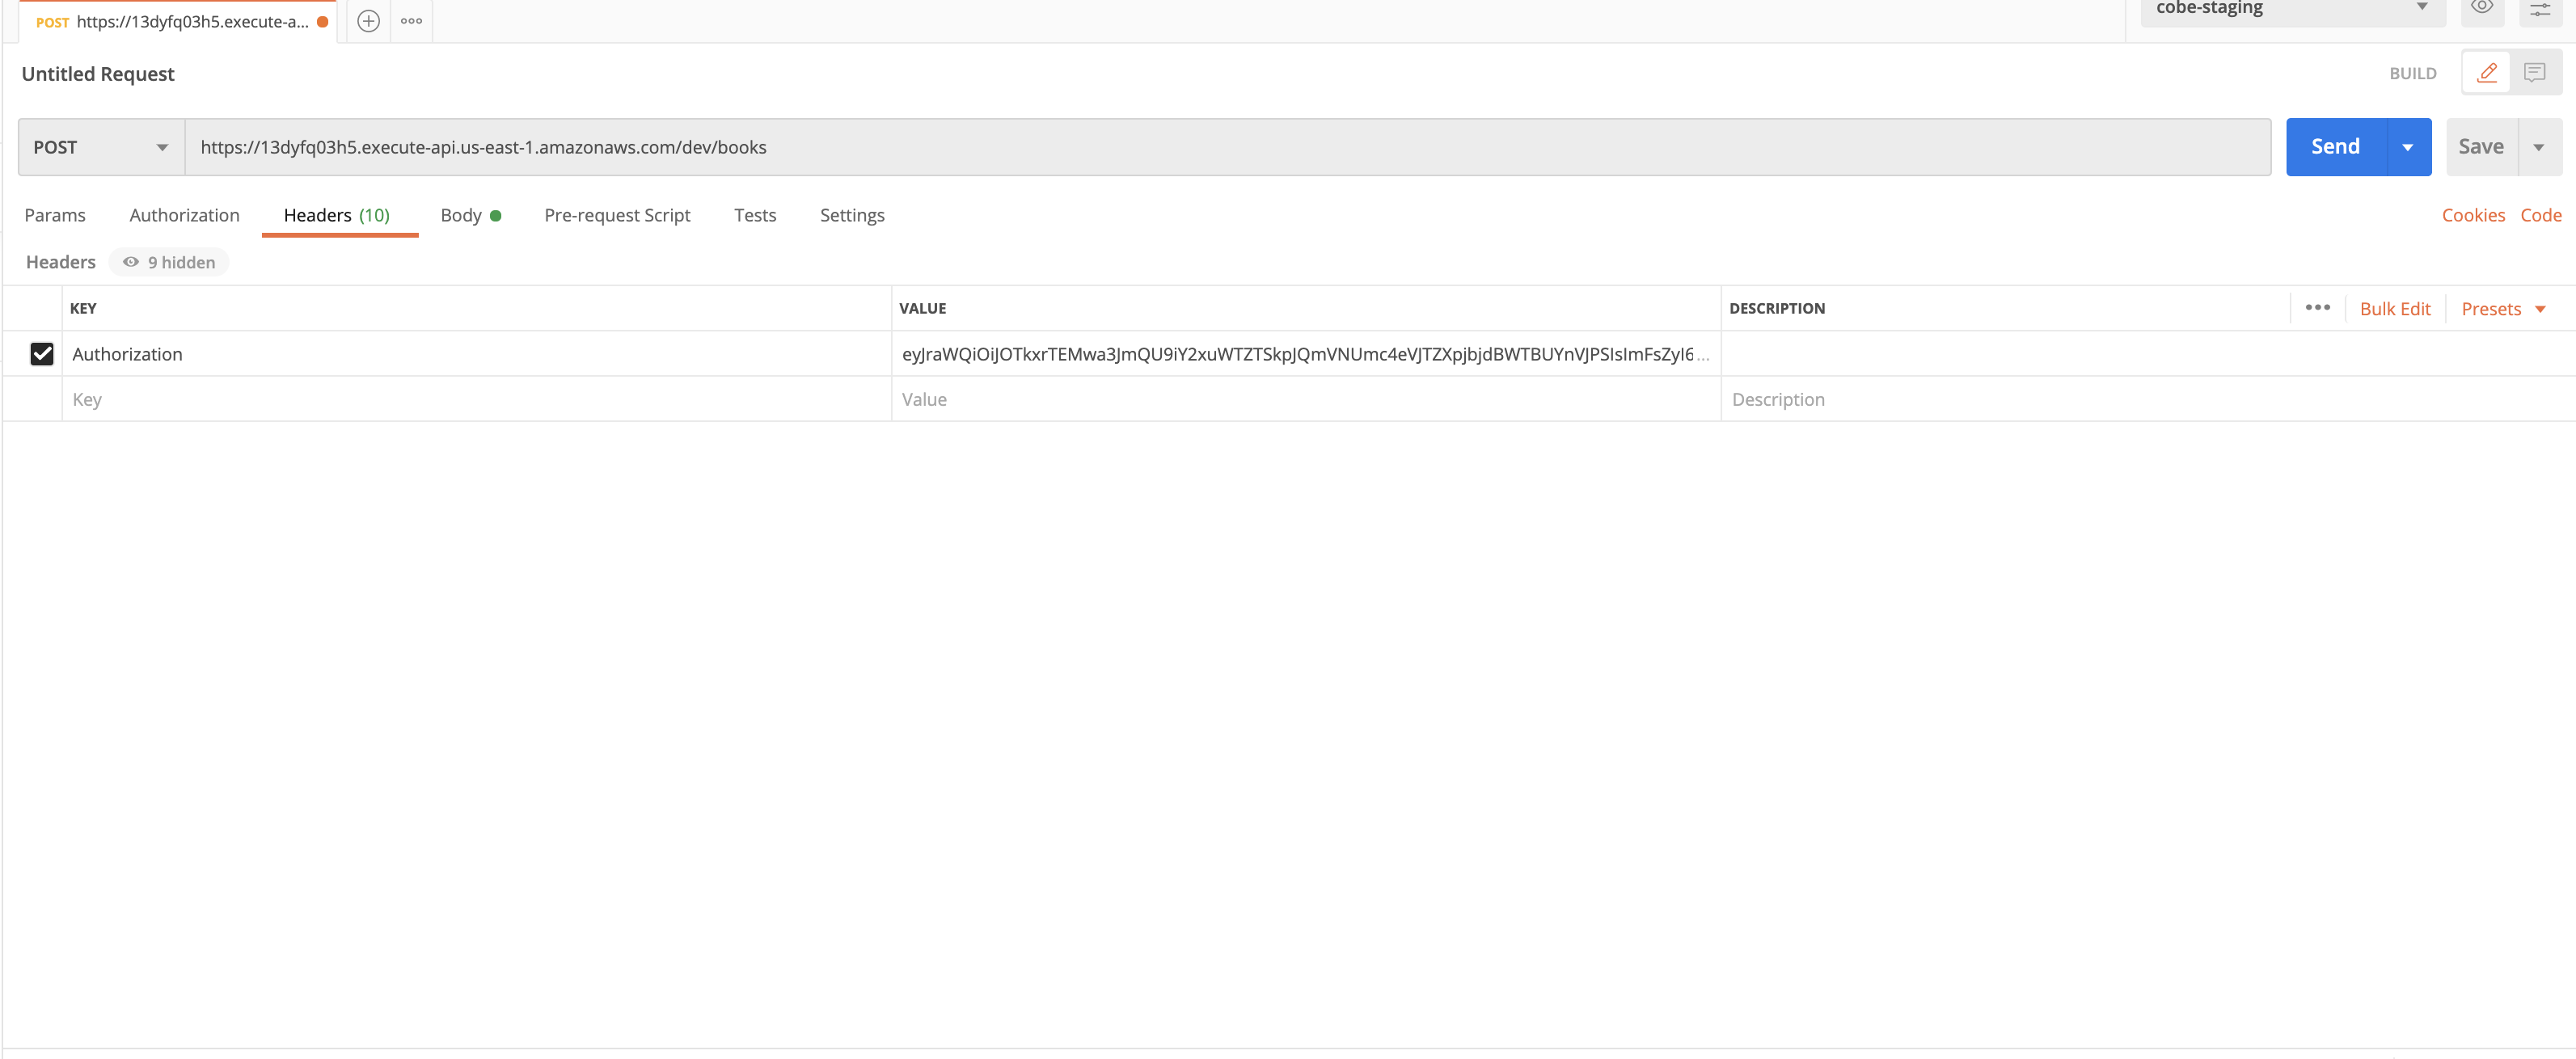 POST https://13dyfq03h5.execute-a...
cobe-staging
Untitled Request
BUILD
POST
https://13dyfq03h5.execute-api.us-east-1.amazonaws.com/dev/books
Send
Save
Params Authorization Headers (10) Body Pre-request Script Tests Settings Cookies Code
Headers 9 hidden
KEY VALUE DESCRIPTION ••• Bulk Edit Presets
Authorization eyJraWQiOiJOTkxrTEMwa3JmQU9iY2xuWTZTSkpJQmVNUmc4eVJTZXpjbjdBWTBUYnVJPSIsImFsZyI6...
Key Value Description